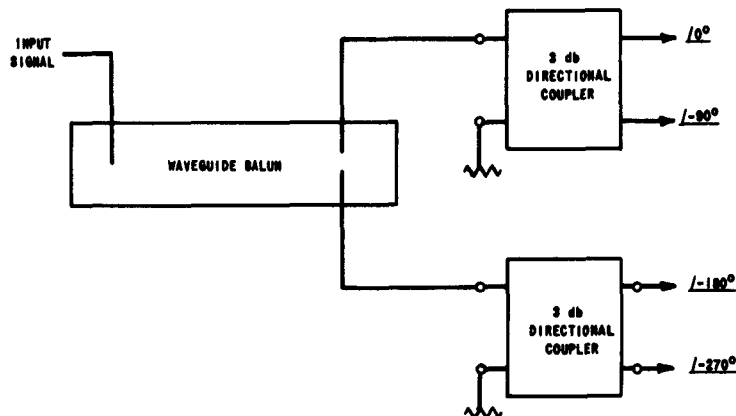 INPUT
SIGNAL
WAVEGUIDE BALUN
3 db
DIRECTIONAL
COUPLER
/0°
/-90°
3 db
DIRECTIONAL
COUPLER
/-180°
/-270°